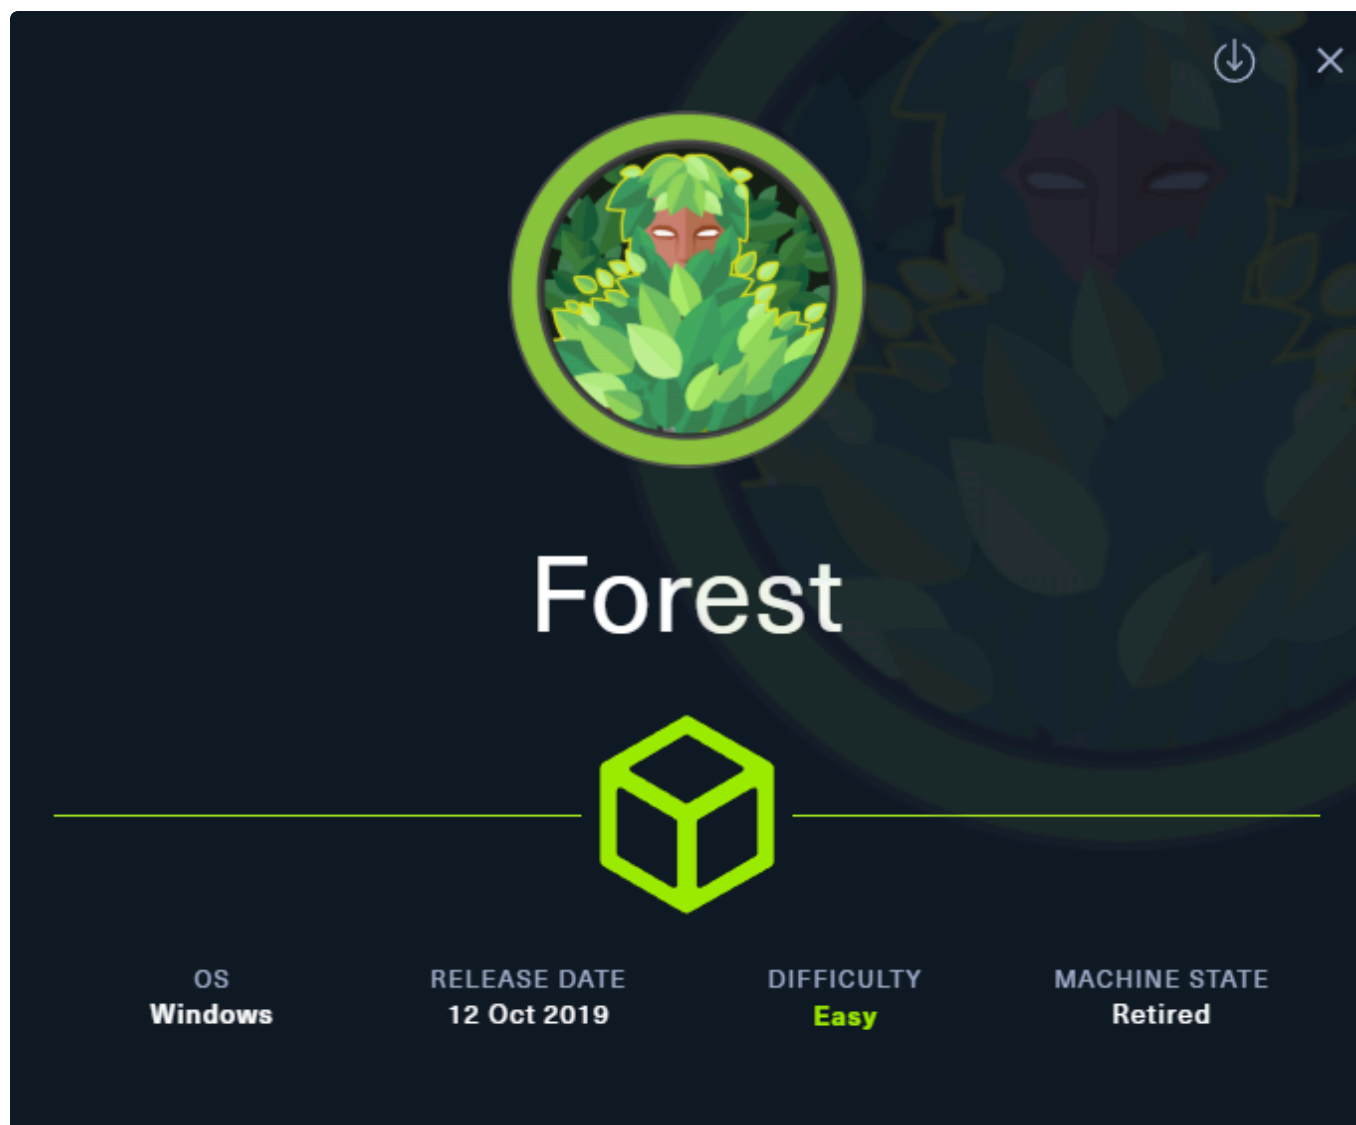 Forest
OS
Windows
RELEASE DATE
12 Oct 2019
DIFFICULTY
Easy
MACHINE STATE
Retired